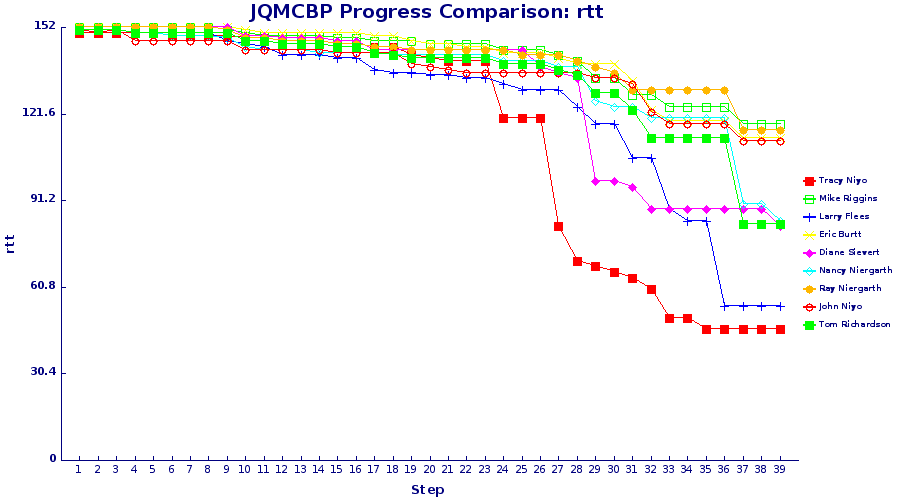 JQMCBP Progress Comparison: rtt
152
121.6
91.2
60.8
30.4
0
rtt
1 2 3 4 5 6 7 8 9 10 11 12 13 14 15 16 17 18 19 20 21 22 23 24 25 26 27 28 29 30 31 32 33 34 35 36 37 38 39
Step
Tracy Niyo
Mike Riggins
Larry Flees
Eric Burtt
Diane Sievert
Nancy Niergarth
Ray Niergarth
John Niyo
Tom Richardson